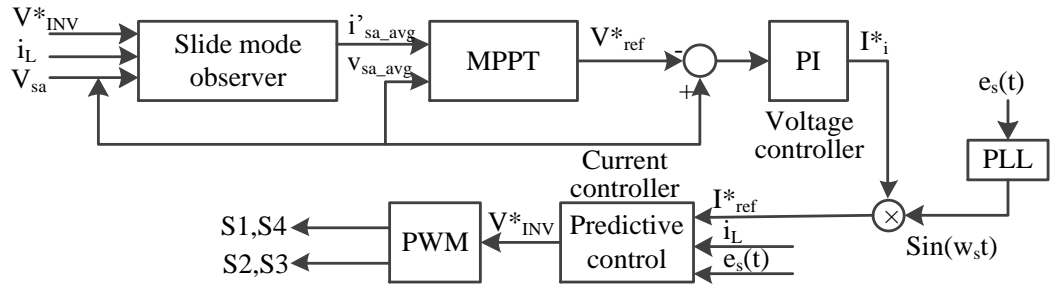 V*INV
iL
Vsa
Slide mode
observer
i'sa_avg
vsa_avg
MPPT
V*ref
-
+
PI
I*i
Voltage
controller
es(t)
PLL
Sin(wst)
×
Current
controller
I*ref
iL
es(t)
Predictive
control
V*INV
PWM
S1,S4
S2,S3